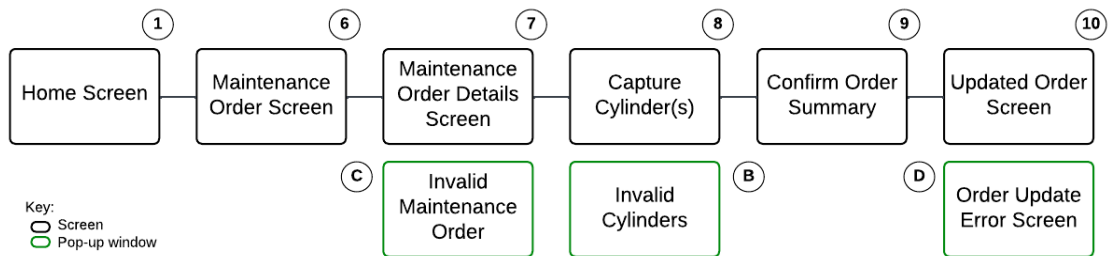 1
6
7
8
9
10
Home Screen
Maintenance
Order Screen
Maintenance
Order Details
Screen
Capture
Cylinder(s)
Confirm Order
Summary
Updated Order
Screen
C
Invalid
Maintenance
Order
Invalid
Cylinders
B
D
Order Update
Error Screen
Key:
Screen
Pop-up window